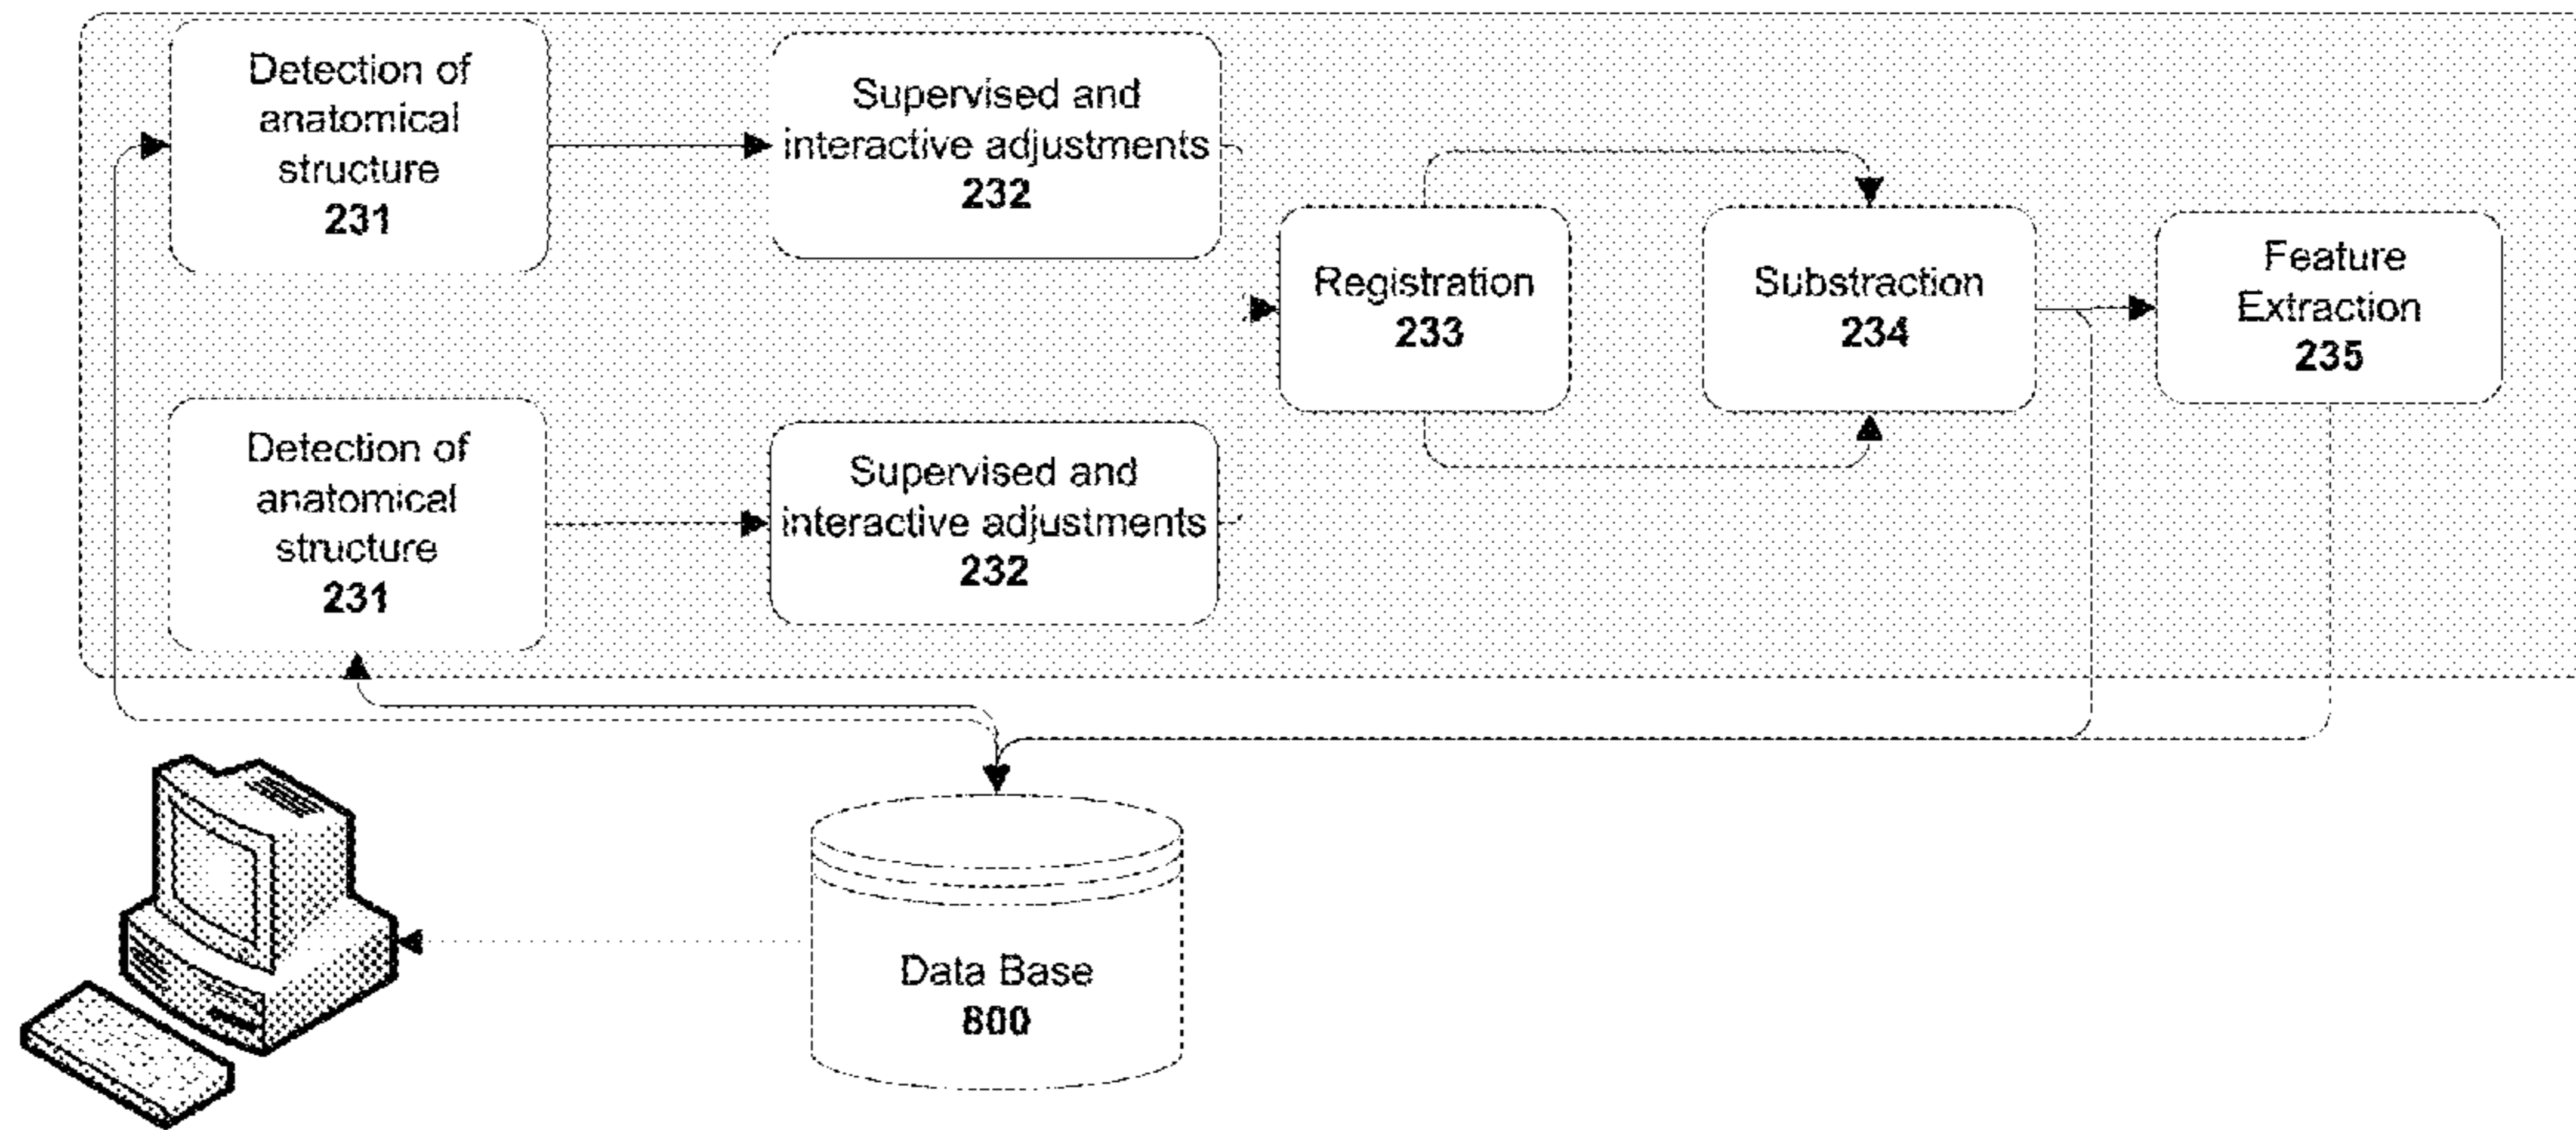 Detection of
anatomical
structure
231
Supervised and
interactive adjustments
232
Registration
233
Substraction
234
Feature
Extraction
235
Detection of
anatomical
structure
231
Supervised and
interactive adjustments
232
Data Base
800